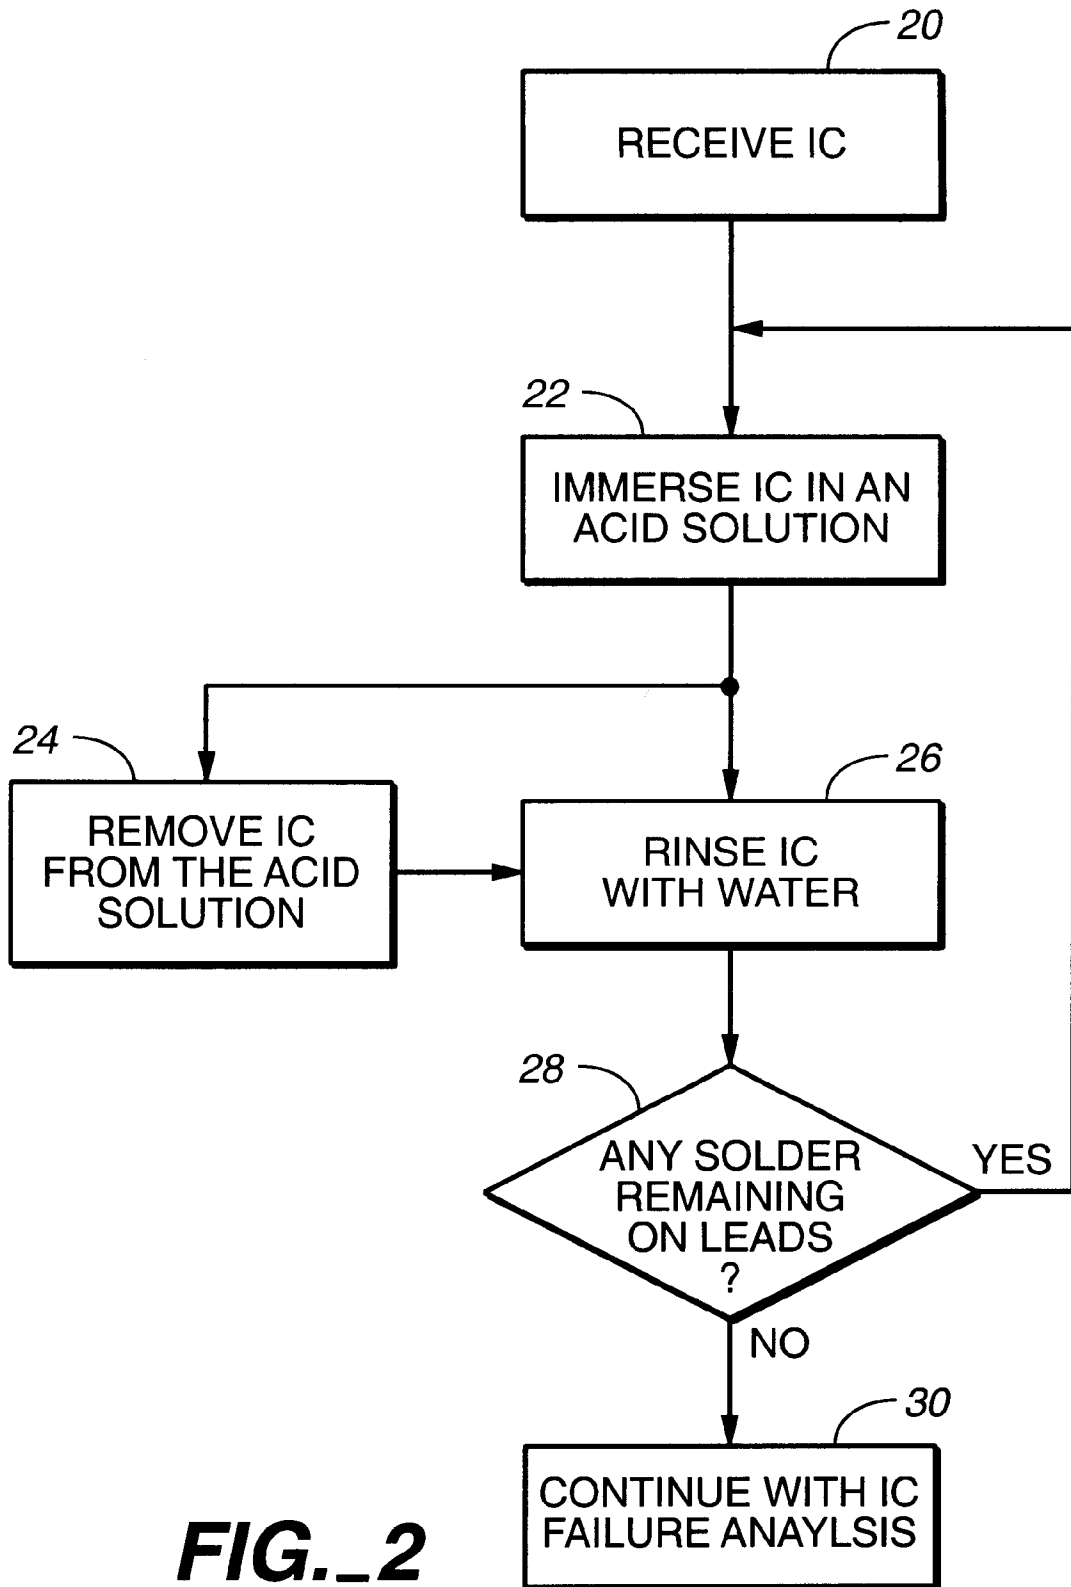 20
RECEIVE IC
22
IMMERSE IC IN AN
ACID SOLUTION
24
REMOVE IC
FROM THE ACID
SOLUTION
26
RINSE IC
WITH WATER
28
ANY SOLDER
REMAINING
ON LEADS
?
YES
NO
30
CONTINUE WITH IC
FAILURE ANAYLSIS
FIG._2